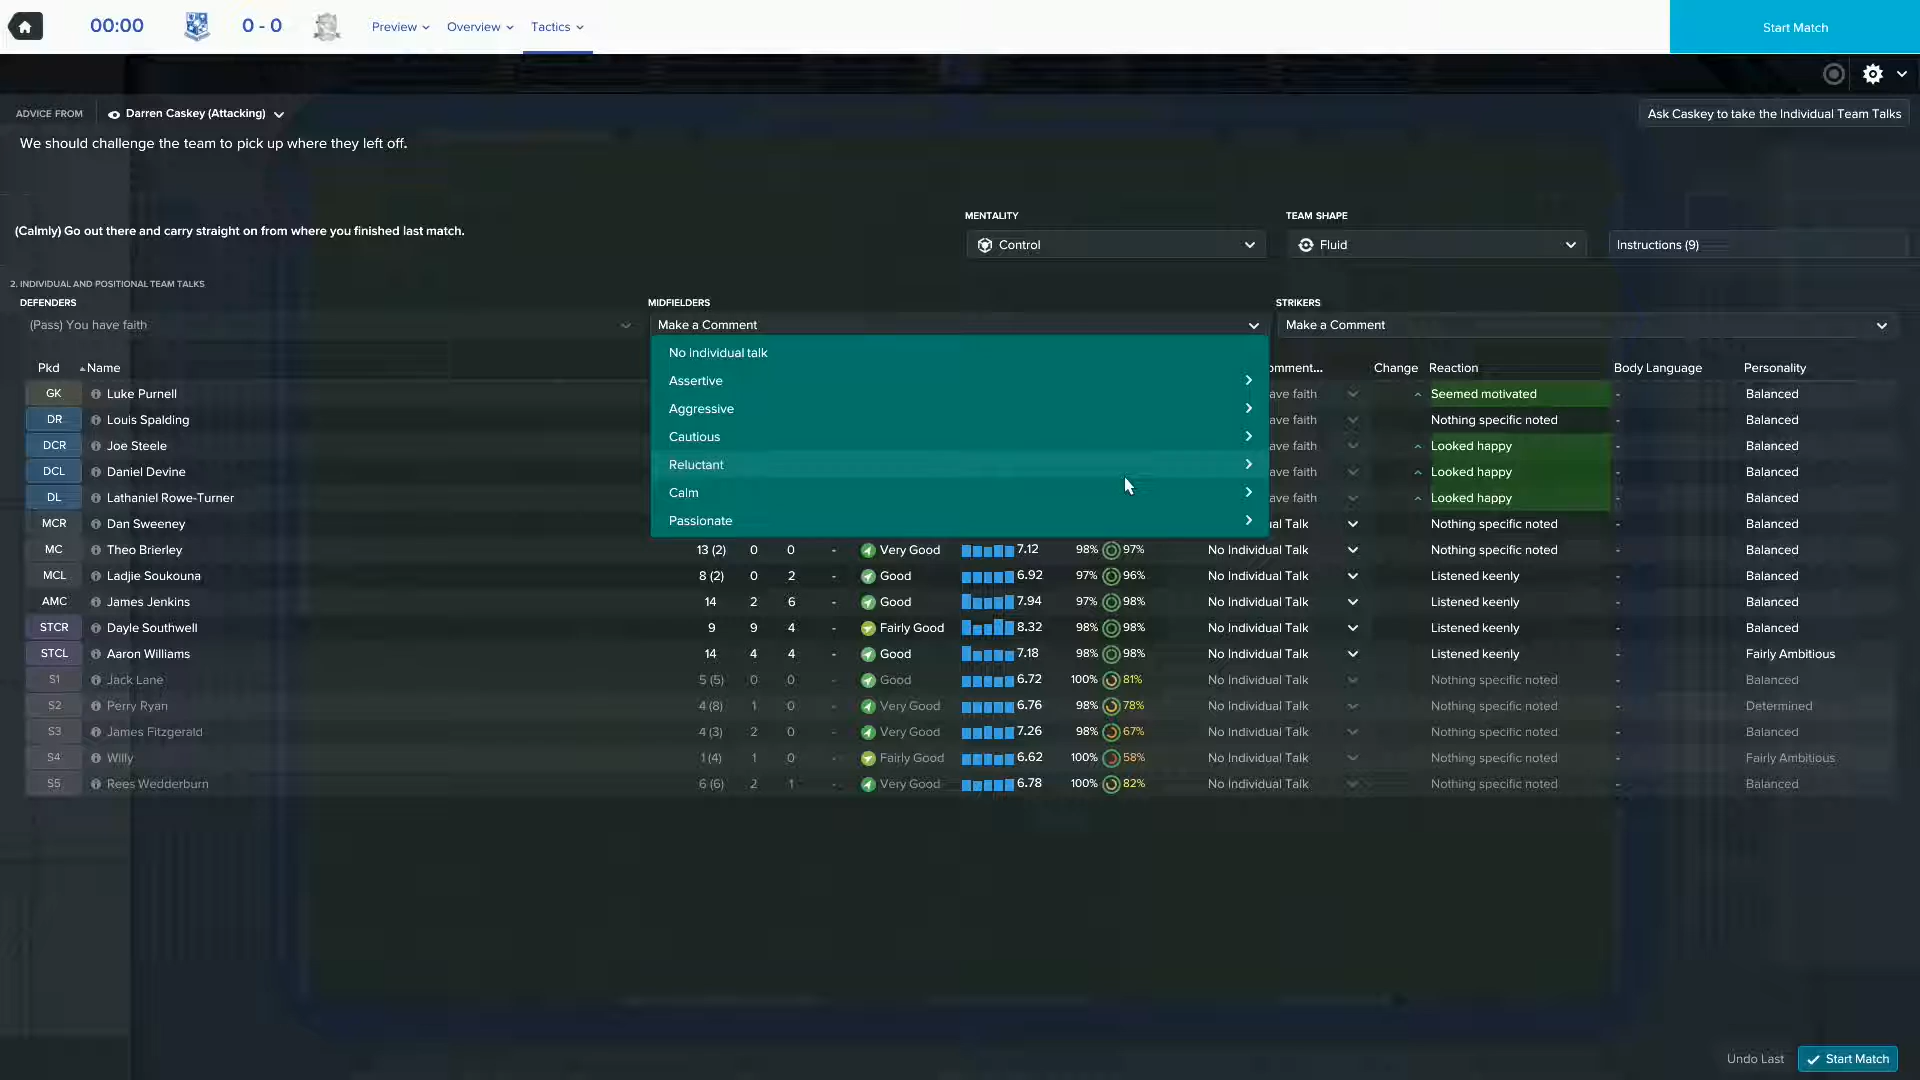 00:00 0 - 0 Preview Overview Tactics Start Match
ADVICE FROM Darren Caskey (Attacking) Ask Caskey to take the Individual Team Talks
We should challenge the team to pick up where they left off.
MENTALITY TEAM SHAPE
(Calmly) Go out there and carry straight on from where you finished last match. Control Fluid Instructions (9)
2. INDIVIDUAL AND POSITIONAL TEAM TALKS
DEFENDERS MIDFIELDERS STRIKERS
(Pass) You have faith Make a Comment Make a Comment
No Individual talk
Assertive
Aggressive
Cautious
Reluctant
Calm
Passionate
Pkd Name omment... Change Reaction Body Language Personality
GK Luke Purnell ave faith Seemed motivated - Balanced
DR Louis Spalding ave faith Nothing specific noted - Balanced
DCR Joe Steele ave faith Looked happy - Balanced
DCL Daniel Devine ave faith Looked happy - Balanced
DL Lathaniel Rowe-Turner ave faith Looked happy - Balanced
MCR Dan Sweeney al Talk Nothing specific noted - Balanced
MC Theo Brierley 13 (2) 0 0 - Very Good 7.12 98% 97% No Individual Talk Nothing specific noted - Balanced
MCL Ladjie Soukouna 8 (2) 0 2 - Good 6.92 97% 96% No Individual Talk Listened keenly - Balanced
AMC James Jenkins 14 2 6 - Good 7.94 97% 98% No Individual Talk Listened keenly - Balanced
STCR Dayle Southwell 9 9 4 - Fairly Good 8.32 98% 98% No Individual Talk Listened keenly - Balanced
STCL Aaron Williams 14 4 4 - Good 7.18 98% 98% No Individual Talk Listened keenly - Fairly Ambitious
S1 Jack Lane 5 (5) 0 0 - Good 6.72 100% 81% No Individual Talk Nothing specific noted - Balanced
S2 Perry Ryan 4 (8) 1 0 - Very Good 6.76 98% 78% No Individual Talk Nothing specific noted - Determined
S3 James Fitzgerald 4 (3) 2 0 - Very Good 7.26 98% 67% No Individual Talk Nothing specific noted - Balanced
S4 Willy 1 (4) 1 0 - Fairly Good 6.62 100% 58% No Individual Talk Nothing specific noted - Fairly Ambitious
S5 Rees Wedderburn 6 (6) 2 1 - Very Good 6.78 100% 82% No Individual Talk Nothing specific noted - Balanced
Undo Last Start Match